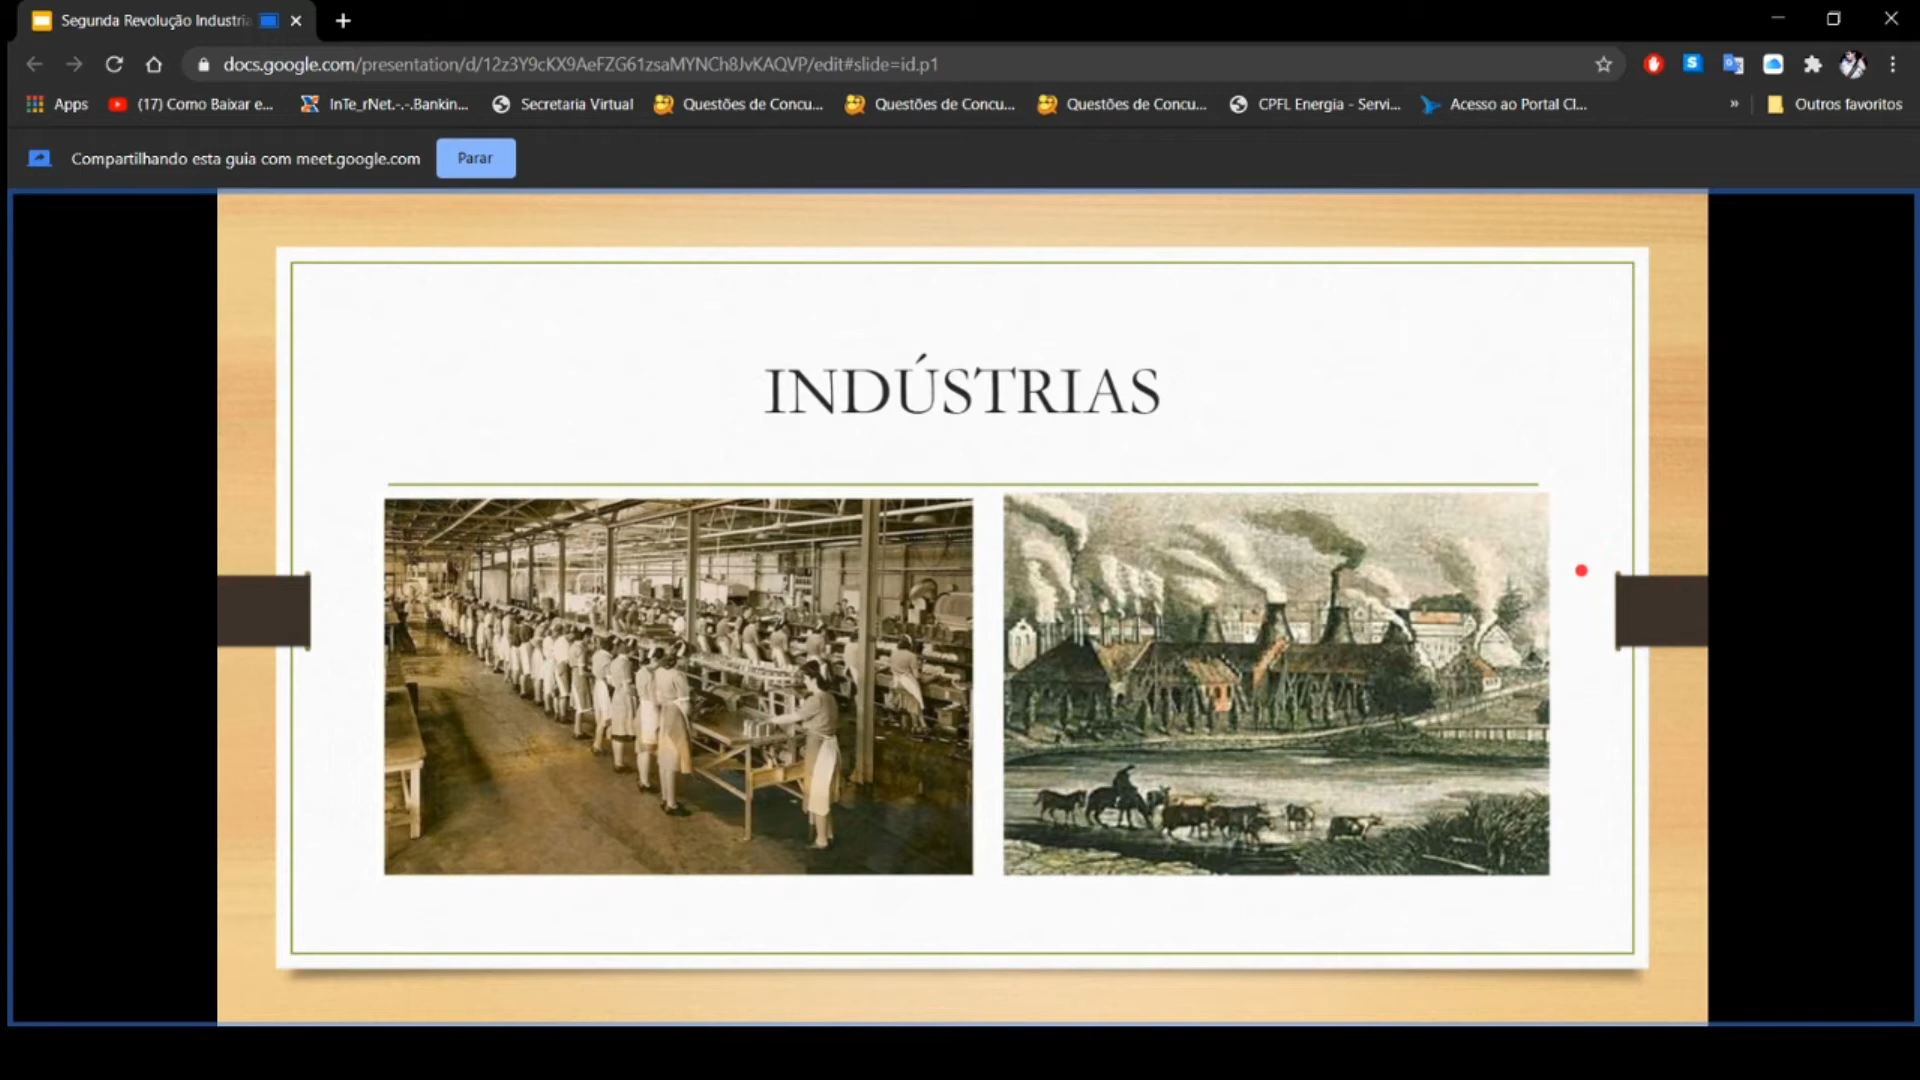 Segunda Revolução Industria
docs.google.com/presentation/d/12z3Y9cKX9AeFZG61zsaMYNCh8JvKAQVP/edit#slide=id.p1
Apps (17) Como Baixar e... InTe_rNet.-.-.Bankin... Secretaria Virtual Questões de Concu... Questões de Concu... Questões de Concu... CPFL Energia - Servi... Acesso ao Portal Cl... » Outros favoritos
Compartilhando esta guia com meet.google.com Parar
INDÚSTRIAS